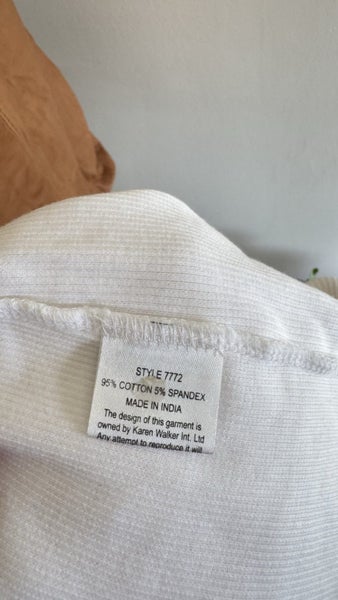 STYLE 7772
95% COTTON 5% SPANDEX
MADE IN INDIA
The design of this garment is
owned by Karen Walker Int. Ltd
Any attempt to reproduce it will